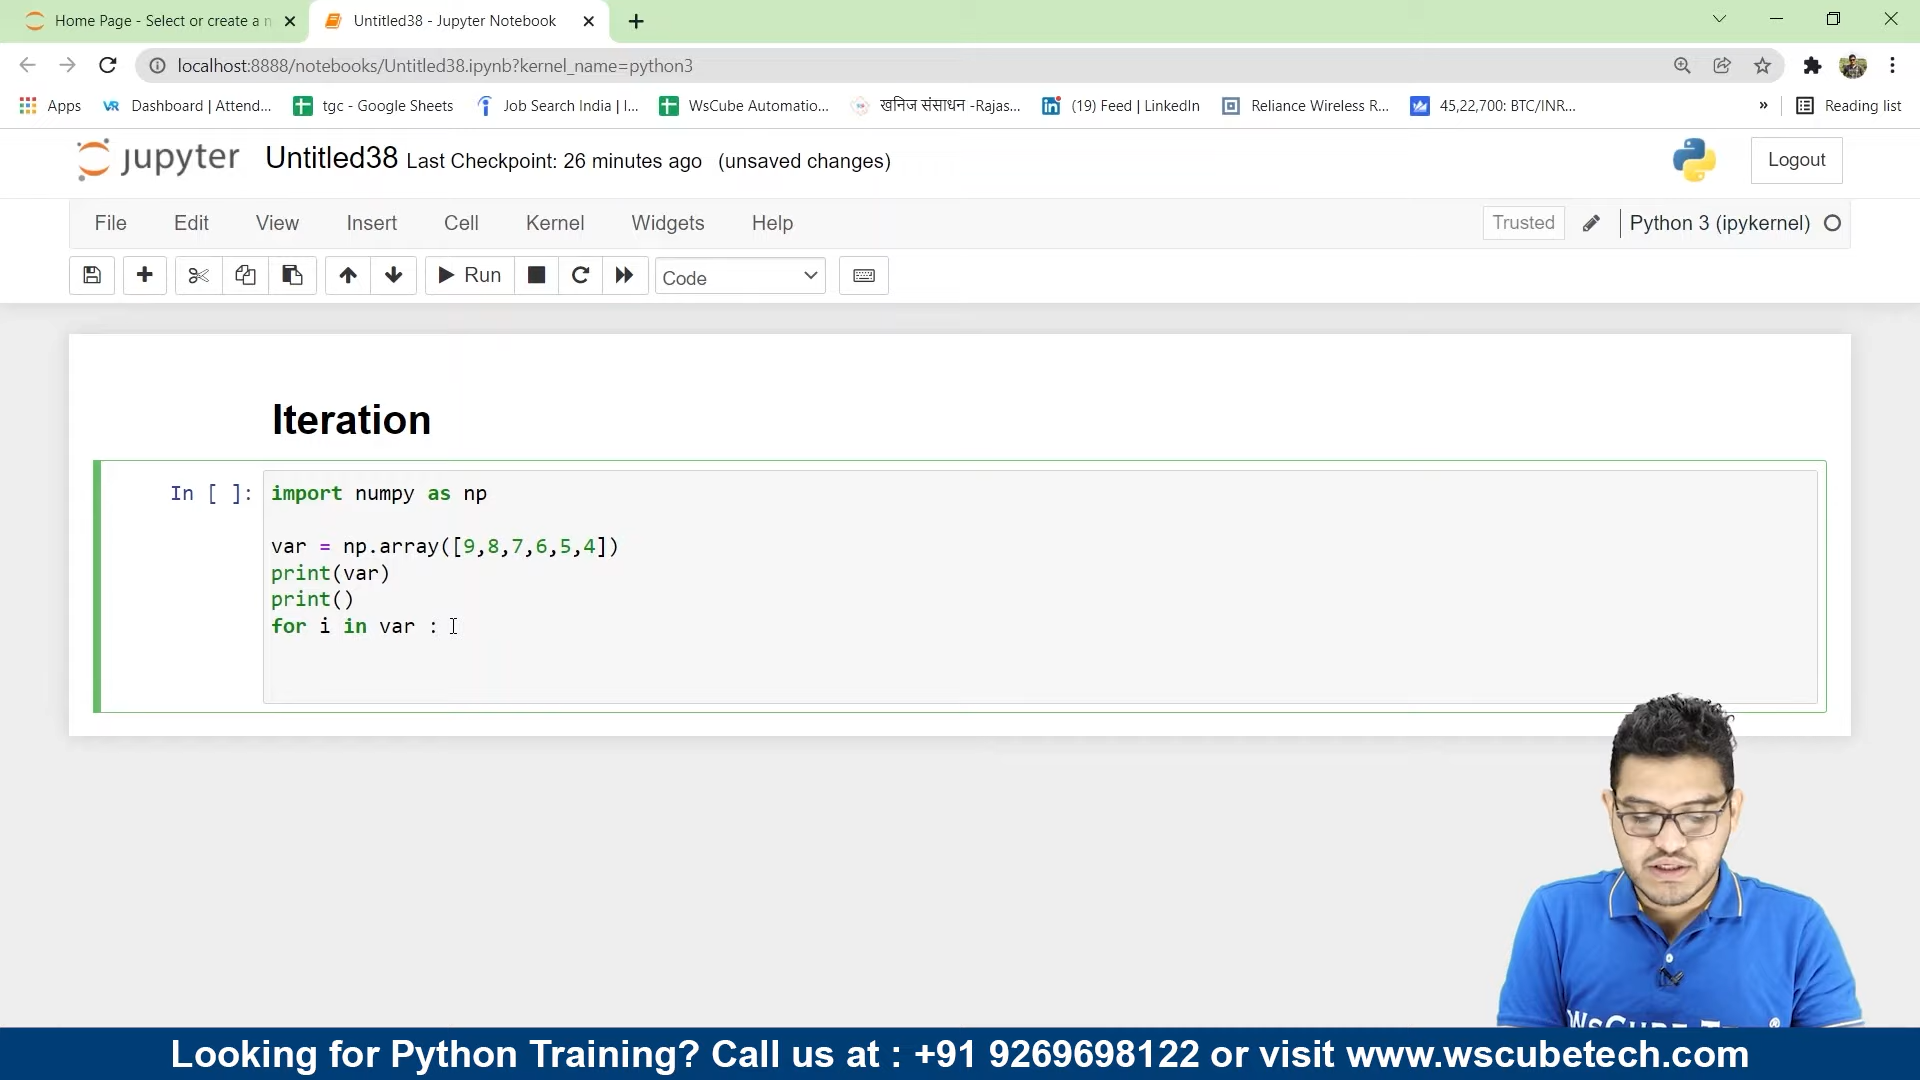 Home Page - Select or create a n
Untitled38 - Jupyter Notebook
localhost:8888/notebooks/Untitled38.ipynb?kernel_name=python3
Apps
VR Dashboard | Attend...
tgc - Google Sheets
Job Search India | I...
WsCube Automatio...
खनिज संसाधन -Rajas...
in (19) Feed | LinkedIn
Reliance Wireless R...
45,22,700: BTC/INR...
»
Reading list
jupyter Untitled38 Last Checkpoint: 26 minutes ago (unsaved changes)
Logout
File Edit View Insert Cell Kernel Widgets Help
Trusted
Python 3 (ipykernel)
Run
Code
Iteration
In [ ]: import numpy as np
var = np.array([9,8,7,6,5,4])
print(var)
print()
for i in var :
WsCube Tech
Looking for Python Training? Call us at : +91 9269698122 or visit www.wscubetech.com